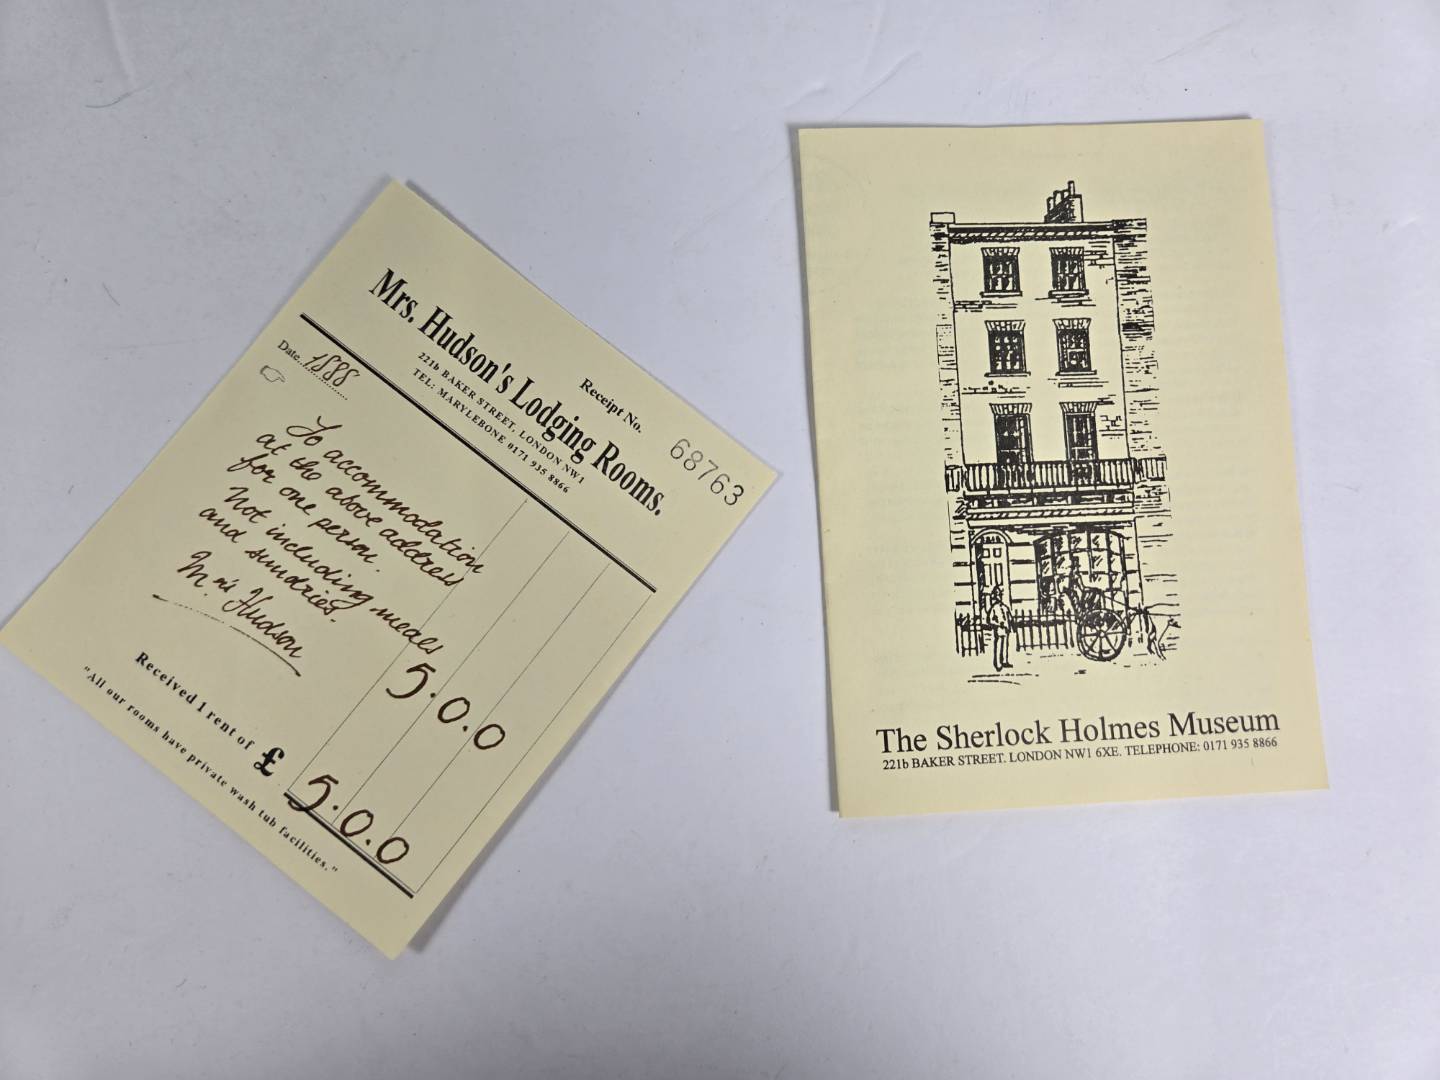 Receipt No. 68763
Mrs. Hudson's Lodging Rooms.
221b BAKER STREET, LONDON NW1
TEL: MARYLEBONE 0171 935 8866
Date 1888
To accommodation
at the above address
for one person.
Not including meals
and sundries.
Mrs Hudson
5.0.0
Received 1 rent of £ 5.0.0
"All our rooms have private wash tub facilities."
The Sherlock Holmes Museum
221b BAKER STREET. LONDON NW1 6XE. TELEPHONE: 0171 935 8866